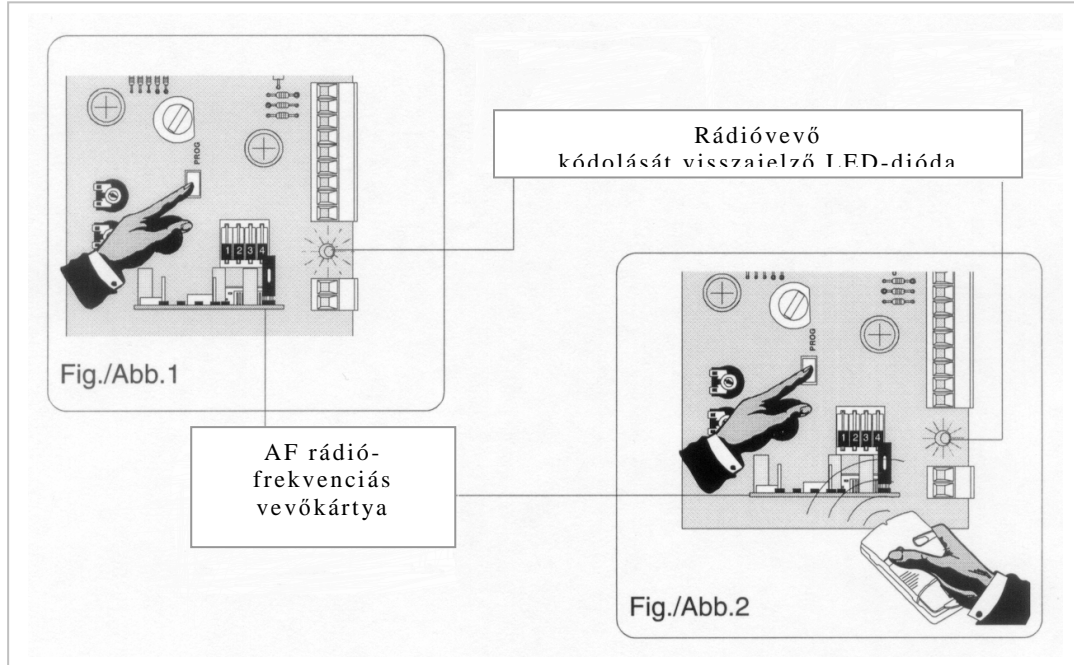 PROG
Rádióvevő
kódolását visszajelző LED-dióda
1 2 3 4
Fig./Abb.1
AF rádió-
frekvenciás
vevőkártya
PROG
1 2 3 4
Fig./Abb.2